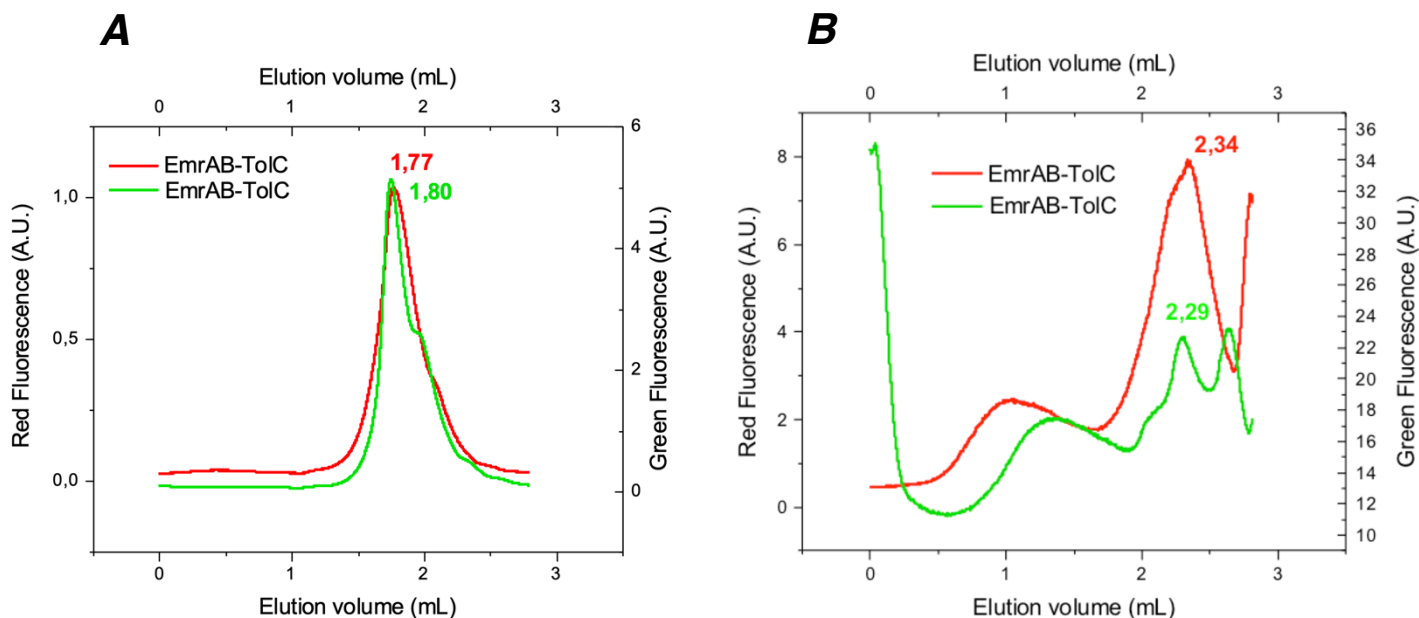 A
Elution volume (mL)
0 1 2 3
6
4
2
0
Green Fluorescence (A.U.)
1,0
0,5
0,0
Red Fluorescence (A.U.)
EmrAB-TolC
EmrAB-TolC
1,77
1,80
0 1 2 3
Elution volume (mL)
B
Elution volume (mL)
0 1 2 3
8
6
4
2
0
Red Fluorescence (A.U.)
36
34
32
30
28
26
24
22
20
18
16
14
12
10
Green Fluorescence (A.U.)
EmrAB-TolC
EmrAB-TolC
2,34
2,29
0 1 2 3
Elution volume (mL)